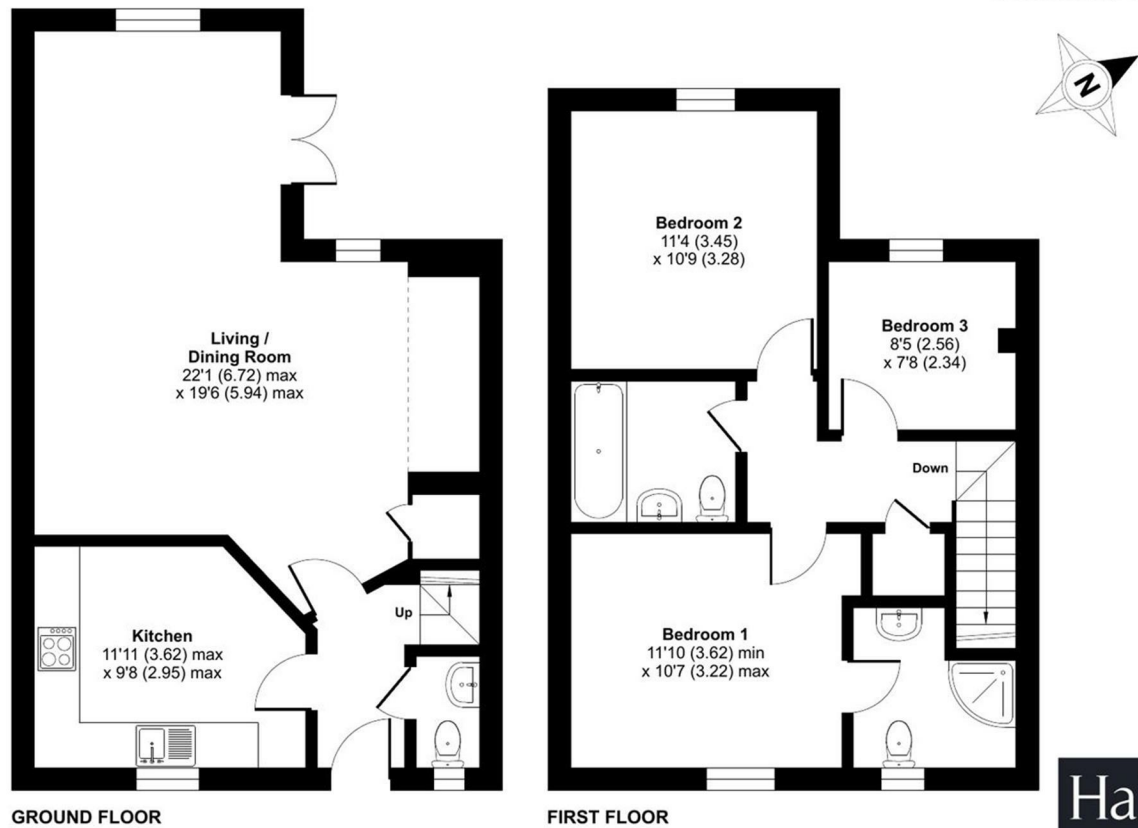 N
Living /
Dining Room
22'1 (6.72) max
x 19'6 (5.94) max
Kitchen
11'11 (3.62) max
x 9'8 (2.95) max
Up
GROUND FLOOR
Bedroom 2
11'4 (3.45)
x 10'9 (3.28)
Bedroom 3
8'5 (2.56)
x 7'8 (2.34)
Down
Bedroom 1
11'10 (3.62) min
x 10'7 (3.22) max
FIRST FLOOR
Ha